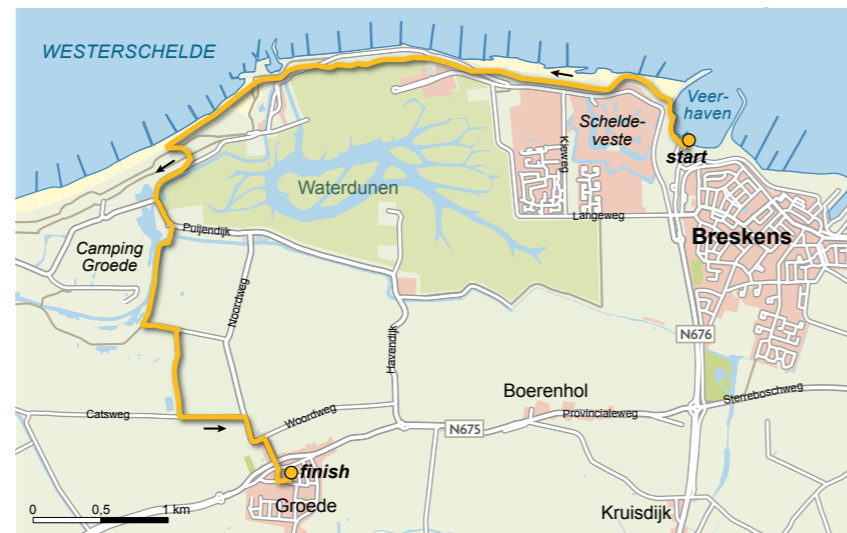 WESTERSCHELDE
Veer-
haven
Schelde-
veste
start
Kieweg
Waterdunen
Langeweg
Puijendijk
Breskens
Camping
Groede
Noordweg
Havendijk
N676
Boerenhol
Sterreboschweg
Catsweg
Woordweg
Provincialeweg
N675
finish
Groede
Kruisdijk
0 0,5 1 km